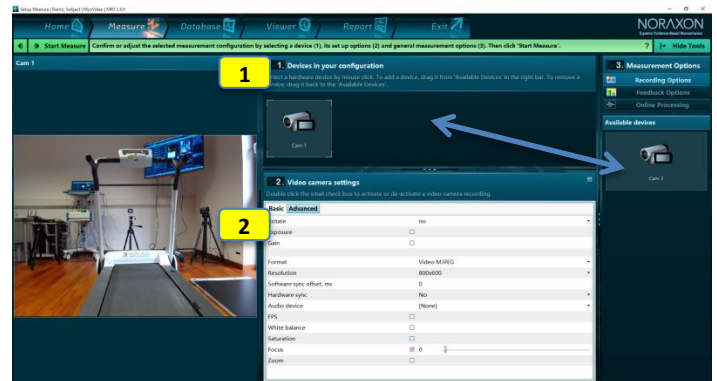 Setup Measure | Demo, Subject | MyoVideo | MR3 3.8.6
Home
Measure
Database
Viewer
Report
Exit
NORAXON
Start Measure
Confirm or adjust the selected measurement configuration by selecting a device (1), its set up options (2) and general measurement options (3). Then click 'Start Measure'.
?
Hide Tools
Cam 1
1
1. Devices in your configuration
Select a hardware device by mouse click. To add a device, drag it from 'Available Devices' in the right bar. To remove a
device, drag it back to the 'Available Devices'.
Cam 1
3. Measurement Options
Recording Options
Feedback Options
Online Processing
Available devices
Cam 2
2. Video camera settings
Double click the small check box to activate or de-activate a video camera recording.
Basic Advanced
2
Rotate no
Exposure
Gain
Format Video MJPEG
Resolution 800x600
Software sync offset, ms 0
Hardware sync No
Audio device [None]
FPS
White balance
Saturation
Focus 0
Zoom